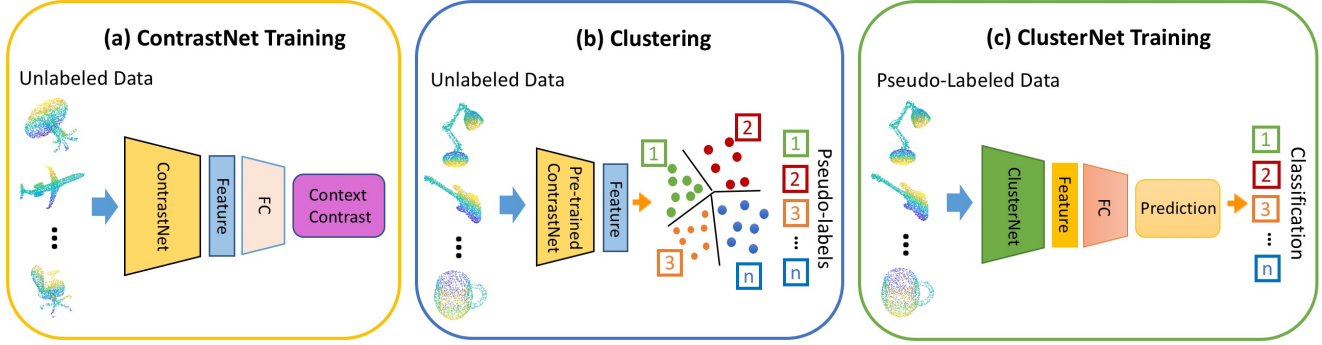 (a) ContrastNet Training
Unlabeled Data
...
ContrastNet
Feature
FC
Context
Contrast
(b) Clustering
Unlabeled Data
...
Pre-trained
ContrastNet
Feature
1
2
3
n
1
2
3
...
n
Pseudo-labels
(c) ClusterNet Training
Pseudo-Labeled Data
...
ClusterNet
Feature
FC
Prediction
1
2
3
...
n
Classification